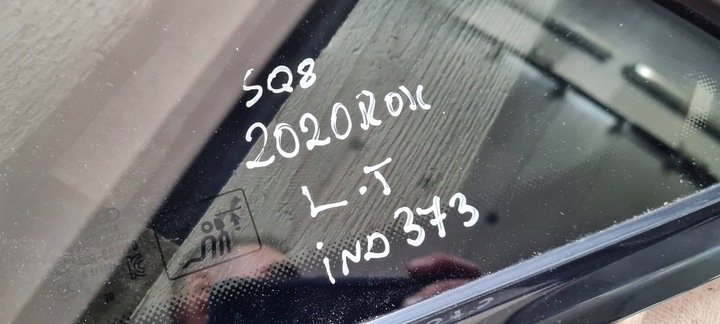 SQ8
2020ROK
L.T
iND 373